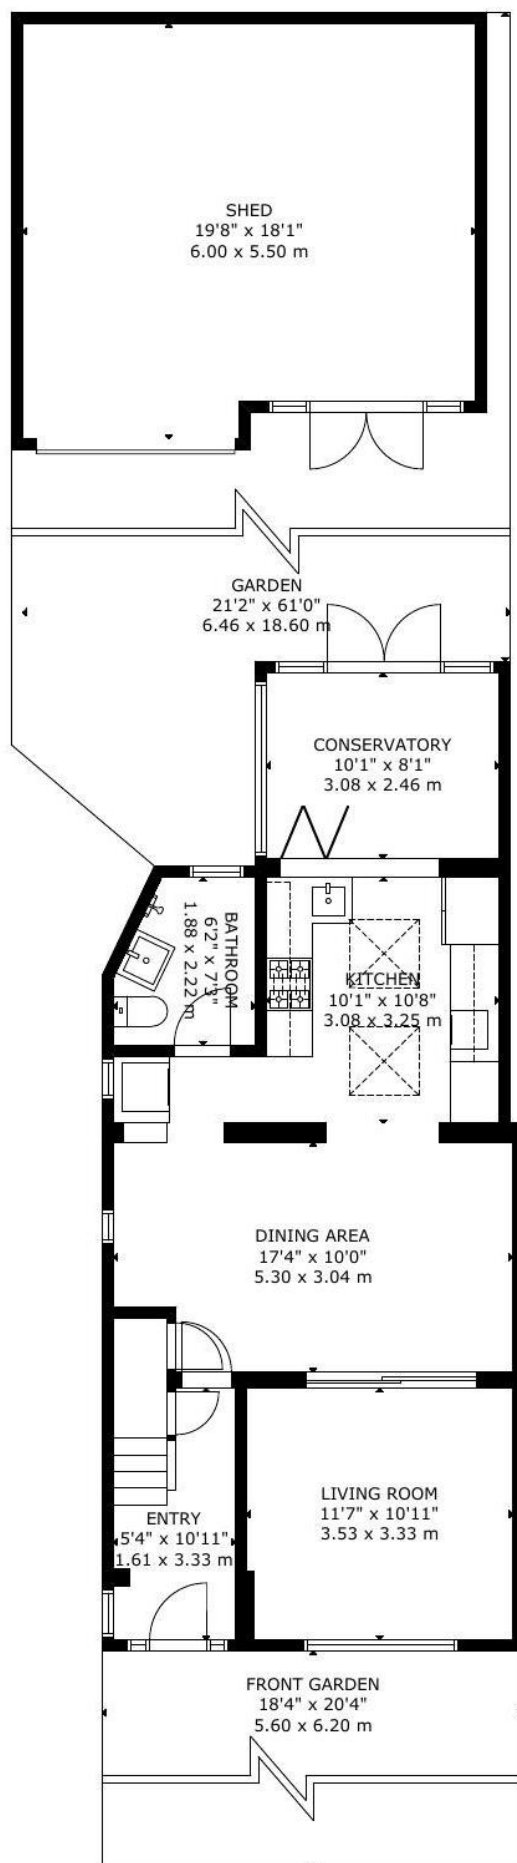 SHED
19'8" x 18'1"
6.00 x 5.50 m
GARDEN
21'2" x 61'0"
6.46 x 18.60 m
CONSERVATORY
10'1" x 8'1"
3.08 x 2.46 m
BATHROOM
6'2" x 7'3"
1.88 x 2.22 m
KITCHEN
10'1" x 10'8"
3.08 x 3.25 m
DINING AREA
17'4" x 10'0"
5.30 x 3.04 m
LIVING ROOM
11'7" x 10'11"
3.53 x 3.33 m
ENTRY
5'4" x 10'11"
1.61 x 3.33 m
FRONT GARDEN
18'4" x 20'4"
5.60 x 6.20 m